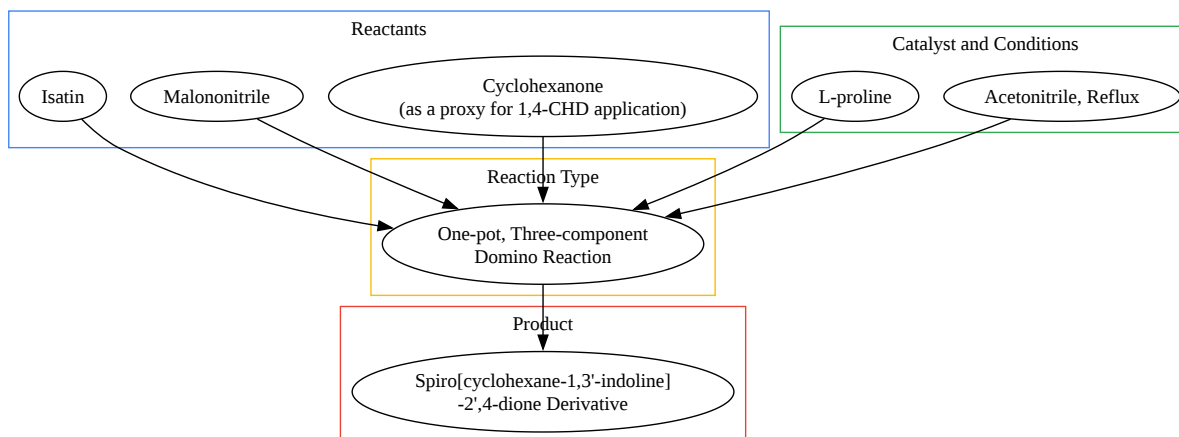 Reactants
Catalyst and Conditions
Isatin
Malononitrile
Cyclohexanone
(as a proxy for 1,4-CHD application)
L-proline
Acetonitrile, Reflux
Reaction Type
One-pot, Three-component
Domino Reaction
Product
Spiro[cyclohexane-1,3'-indoline]
-2',4-dione Derivative